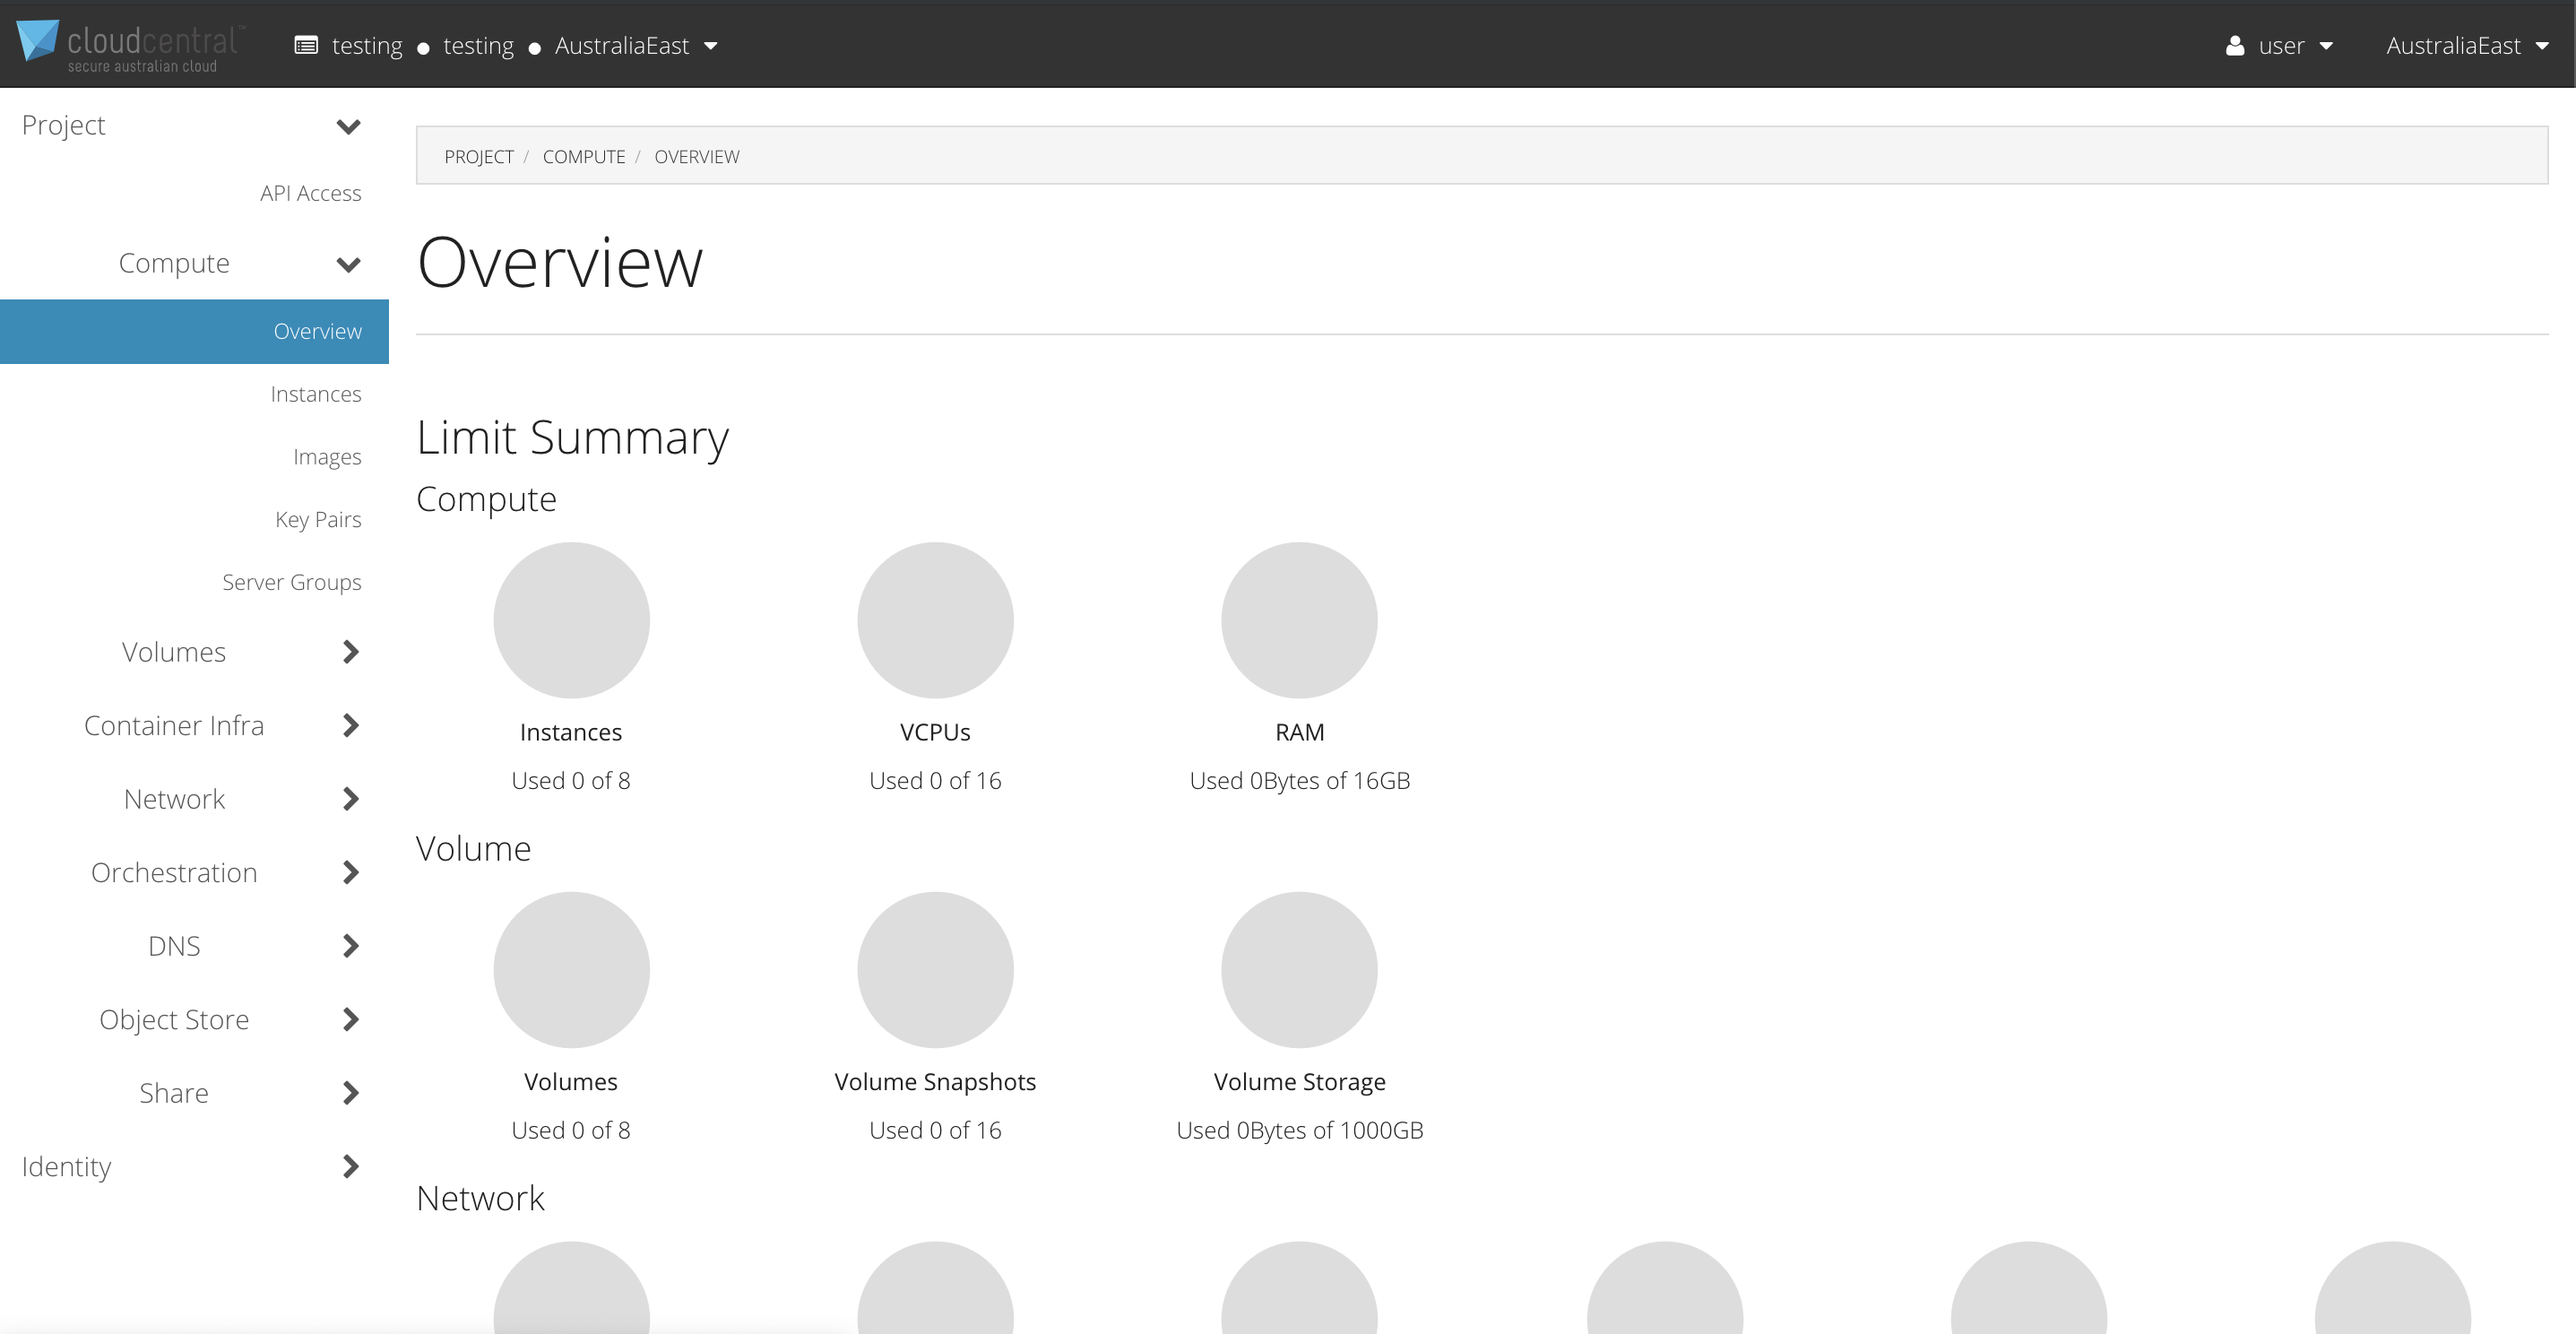 cloudcentral™
secure australian cloud
testing ● testing ● AustraliaEast
user
AustraliaEast
Project
API Access
Compute
Overview
Instances
Images
Key Pairs
Server Groups
Volumes
Container Infra
Network
Orchestration
DNS
Object Store
Share
Identity
PROJECT / COMPUTE / OVERVIEW
Overview
Limit Summary
Compute
Instances
Used 0 of 8
VCPUs
Used 0 of 16
RAM
Used 0Bytes of 16GB
Volume
Volumes
Used 0 of 8
Volume Snapshots
Used 0 of 16
Volume Storage
Used 0Bytes of 1000GB
Network